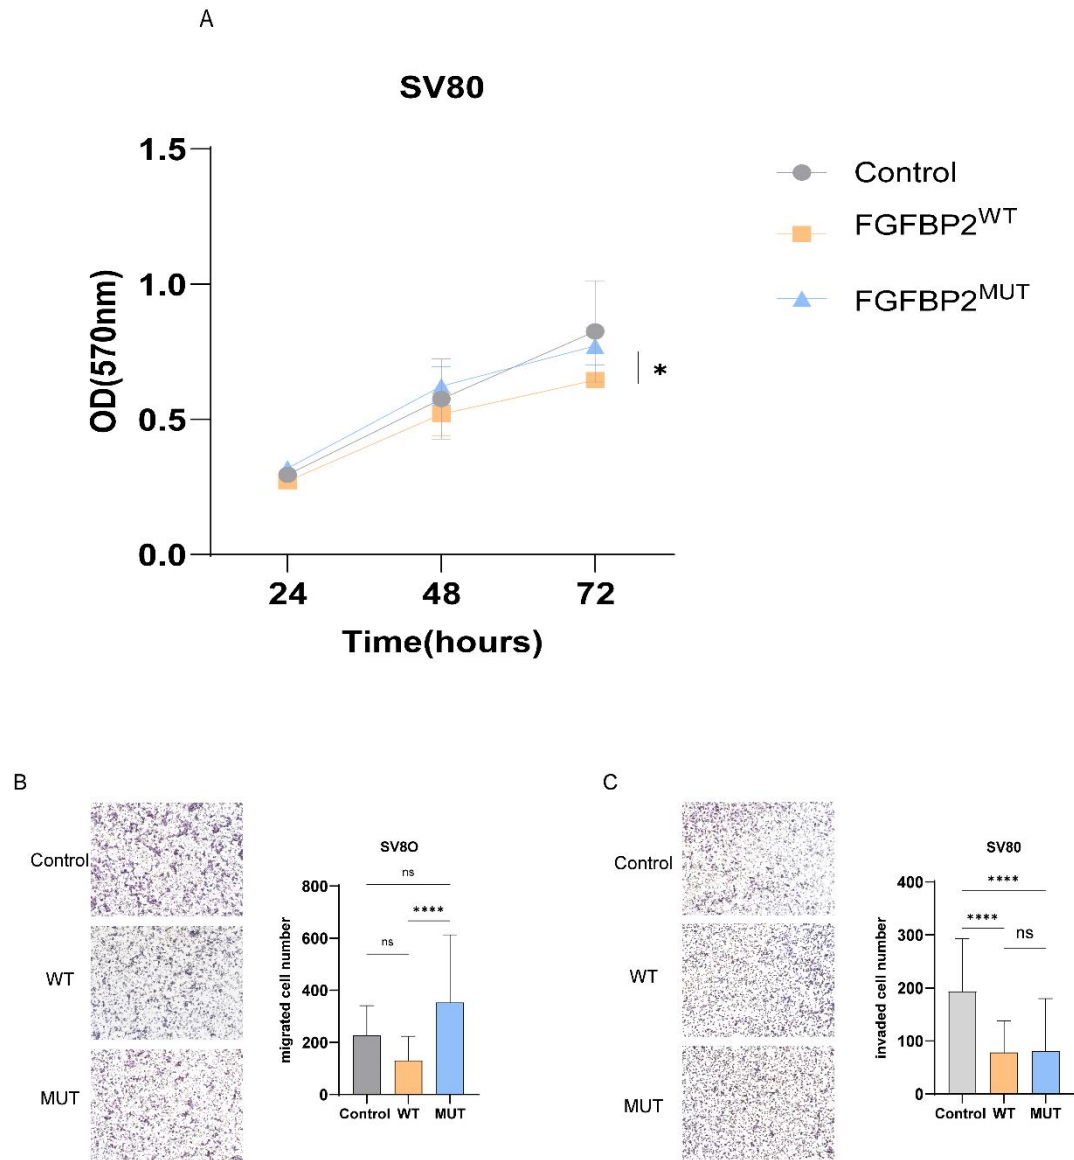 A
SV80
1.5
1.0
0.5
0.0
OD(570nm)
24 48 72
Time(hours)
Control
FGFBP2WT
FGFBP2MUT
*
B
Control
WT
MUT
SV8O
800
600
400
200
0
migrated cell number
ns
****
ns
Control WT MUT
C
Control
WT
MUT
SV80
400
300
200
100
0
invaded cell number
****
****
ns
Control WT MUT